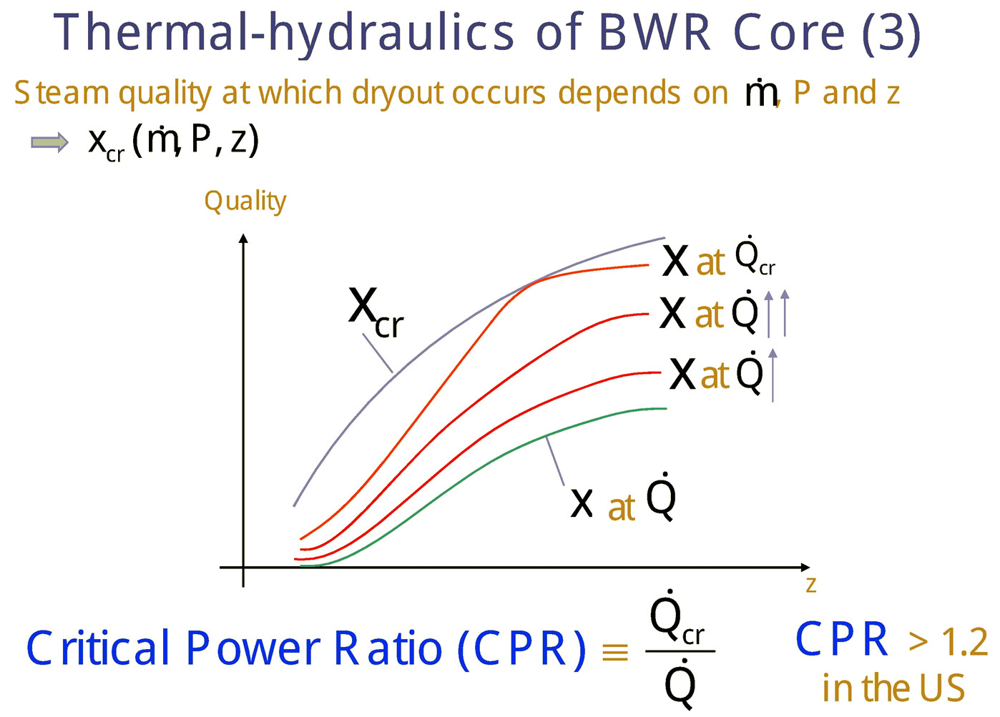 Thermal-hydraulics of BWR Core (3)
Steam quality at which dryout occurs depends on ṁ, P and z
x_cr (ṁ, P, z)
Quality
x at Q̇_cr
x_cr
x at Q̇
x at Q̇
x at Q̇
z
Critical Power Ratio (CPR) ≡ Q̇_cr / Q̇
CPR > 1.2
in the US